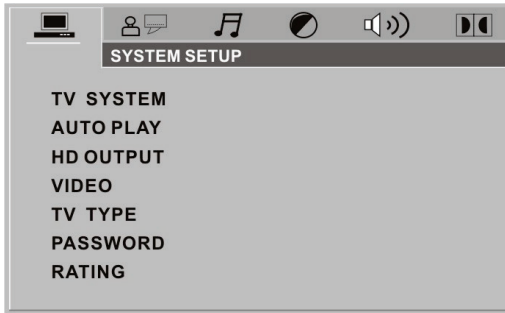 SYSTEM SETUP
TV SYSTEM
AUTO PLAY
HD OUTPUT
VIDEO
TV TYPE
PASSWORD
RATING